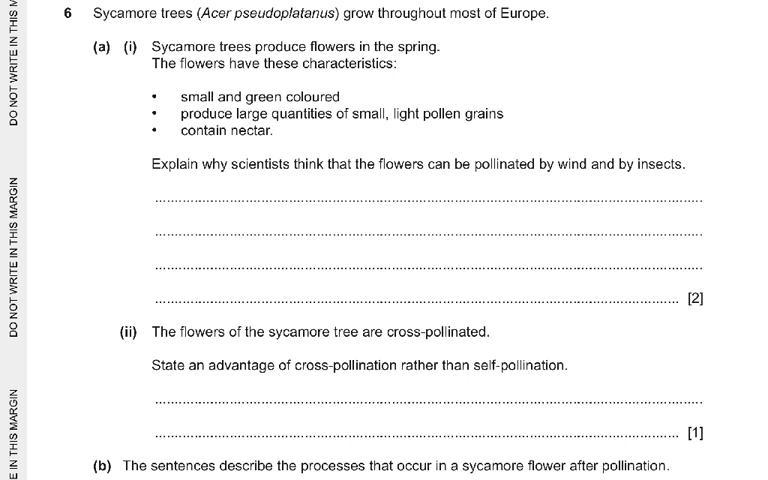 6 Sycamore trees (Acer pseudoplatanus) grow throughout most of Europe.
(a) (i) Sycamore trees produce flowers in the spring.
The flowers have these characteristics:
• small and green coloured
• produce large quantities of small, light pollen grains
• contain nectar.
Explain why scientists think that the flowers can be pollinated by wind and by insects.
[2]
(ii) The flowers of the sycamore tree are cross-pollinated.
State an advantage of cross-pollination rather than self-pollination.
[1]
(b) The sentences describe the processes that occur in a sycamore flower after pollination.
DO NOT WRITE IN THIS M
DO NOT WRITE IN THIS MARGIN
E IN THIS MARGIN